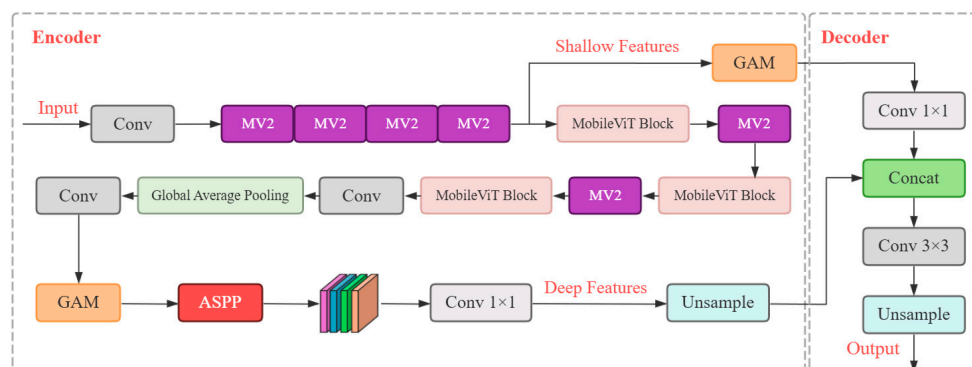 Encoder
Decoder
Shallow Features
GAM
Input
Conv
MV2
MV2
MV2
MV2
MobileViT Block
MV2
Conv 1×1
Conv
Global Average Pooling
Conv
MobileViT Block
MV2
MobileViT Block
Concat
Conv 3×3
GAM
ASPP
Conv 1×1
Deep Features
Unsample
Unsample
Output